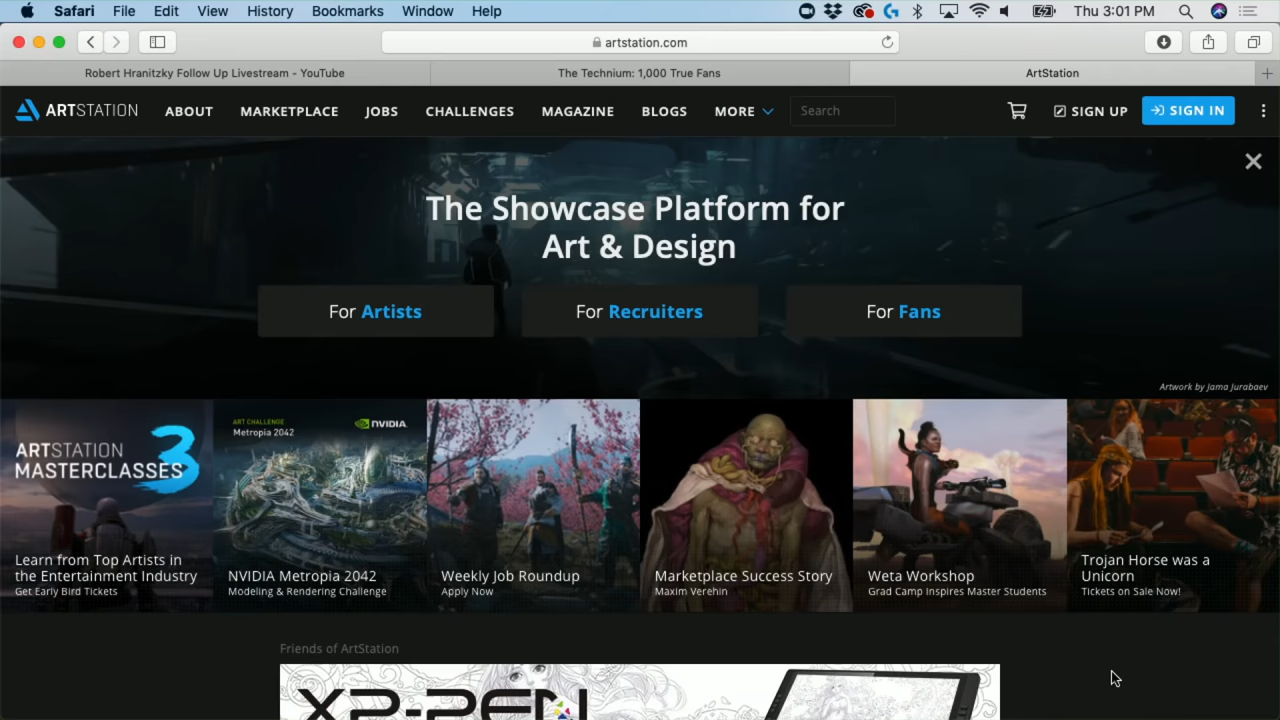 Safari File Edit View History Bookmarks Window Help Thu 3:01 PM
artstation.com
Robert Hranitzky Follow Up Livestream - YouTube
The Technium: 1,000 True Fans
ArtStation
ARTSTATION ABOUT MARKETPLACE JOBS CHALLENGES MAGAZINE BLOGS MORE Search SIGN UP SIGN IN
The Showcase Platform for
Art & Design
For Artists
For Recruiters
For Fans
Artwork by Jama Jurabaev
ARTSTATION
MASTERCLASSES 3
Learn from Top Artists in
the Entertainment Industry
Get Early Bird Tickets
ART CHALLENGE
Metropia 2042
NVIDIA
NVIDIA Metropia 2042
Modeling & Rendering Challenge
Weekly Job Roundup
Apply Now
Marketplace Success Story
Maxim Verehin
Weta Workshop
Grad Camp Inspires Master Students
Trojan Horse was a
Unicorn
Tickets on Sale Now!
Friends of ArtStation
XP-PEN